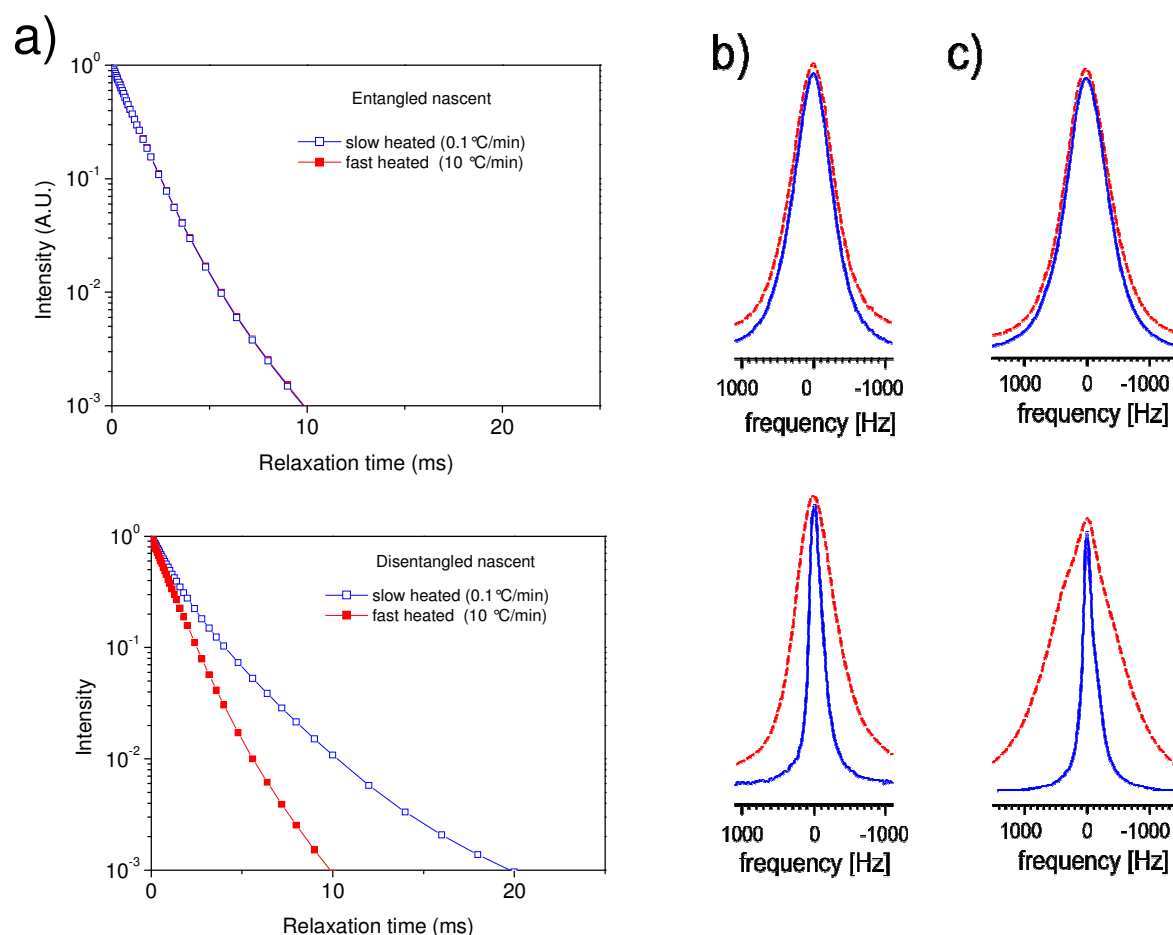 a)
10^0
10^-1
10^-2
10^-3
Intensity (A.U.)
Entangled nascent
slow heated (0.1°C/min)
fast heated (10 °C/min)
0 10 20
Relaxation time (ms)
b)
1000 0 -1000
frequency [Hz]
c)
1000 0 -1000
frequency [Hz]
10^0
10^-1
10^-2
10^-3
Intensity
Disentangled nascent
slow heated (0.1°C/min)
fast heated (10 °C/min)
0 10 20
Relaxation time (ms)
1000 0 -1000
frequency [Hz]
1000 0 -1000
frequency [Hz]